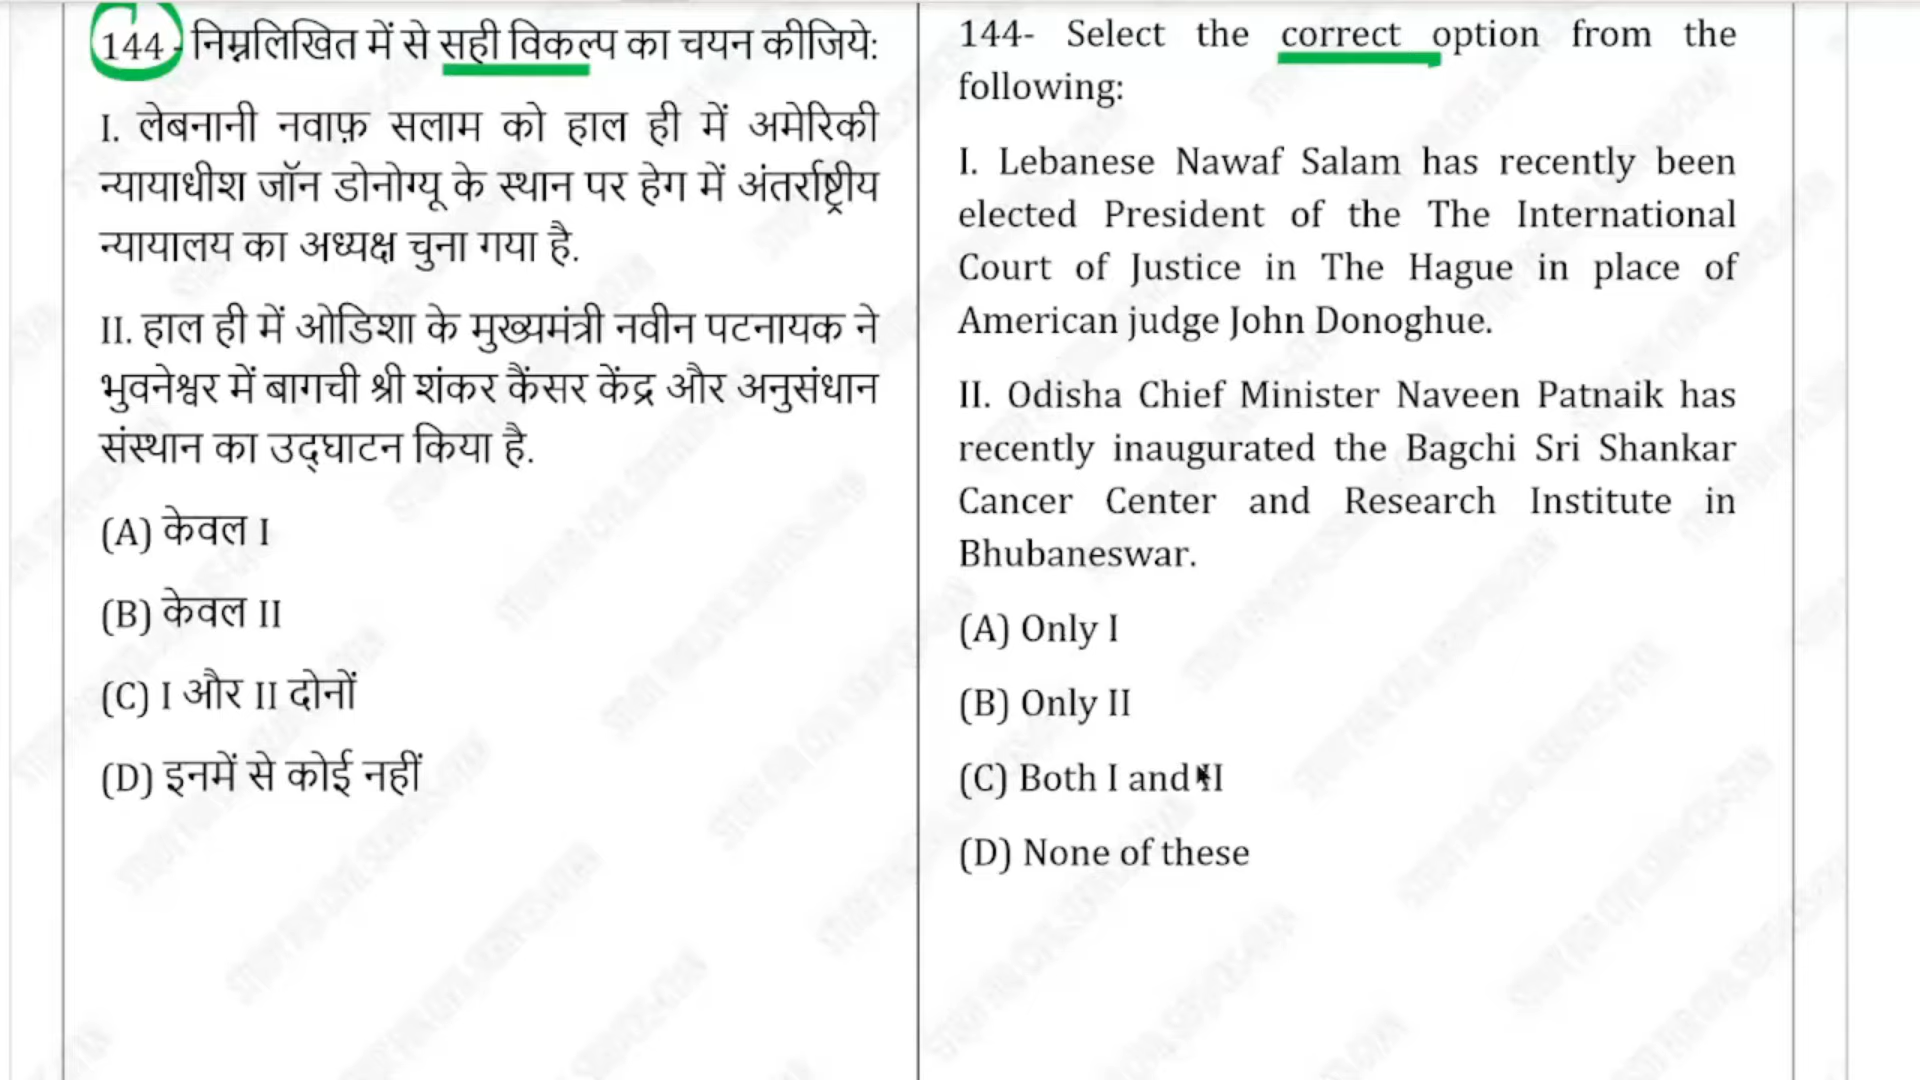 144 - निम्नलिखित में से सही विकल्प का चयन कीजिये:
I. लेबनानी नवाफ़ सलाम को हाल ही में अमेरिकी
न्यायाधीश जॉन डोनोग्यू के स्थान पर हेग में अंतर्राष्ट्रीय
न्यायालय का अध्यक्ष चुना गया है.
II. हाल ही में ओडिशा के मुख्यमंत्री नवीन पटनायक ने
भुवनेश्वर में बागची श्री शंकर कैंसर केंद्र और अनुसंधान
संस्थान का उद्घाटन किया है.
(A) केवल I
(B) केवल II
(C) I और II दोनों
(D) इनमें से कोई नहीं
144- Select the correct option from the
following:
I. Lebanese Nawaf Salam has recently been
elected President of the The International
Court of Justice in The Hague in place of
American judge John Donoghue.
II. Odisha Chief Minister Naveen Patnaik has
recently inaugurated the Bagchi Sri Shankar
Cancer Center and Research Institute in
Bhubaneswar.
(A) Only I
(B) Only II
(C) Both I and II
(D) None of these